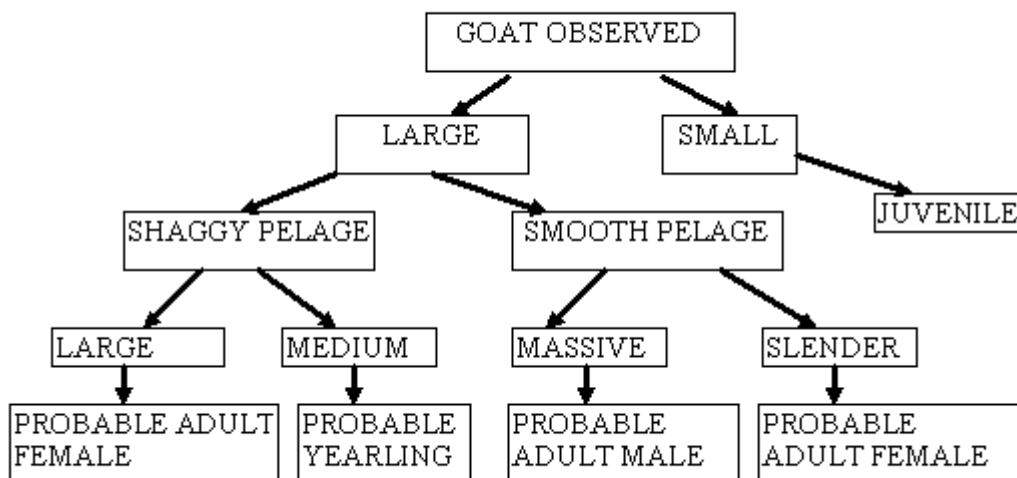 GOAT OBSERVED
LARGE
SMALL
JUVENILE
SHAGGY PELAGE
SMOOTH PELAGE
LARGE
MEDIUM
MASSIVE
SLENDER
PROBABLE ADULT
FEMALE
PROBABLE
YEARLING
PROBABLE
ADULT MALE
PROBABLE
ADULT FEMALE